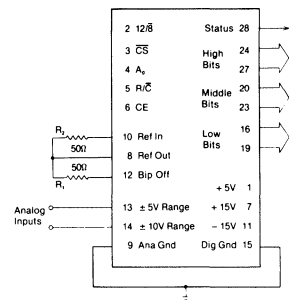 2 12/8̅
Status 28
3 C̅S̅
High Bits
24
27
4 Aₒ
5 R/C̅
Middle Bits
20
23
6 CE
Low Bits
16
19
R₂
50Ω
10 Ref In
8 Ref Out
50Ω
R₁
12 Bip Off
+5V 1
Analog Inputs
13 ±5V Range
+15V 7
14 ±10V Range
−15V 11
9 Ana Gnd
Dig Gnd 15